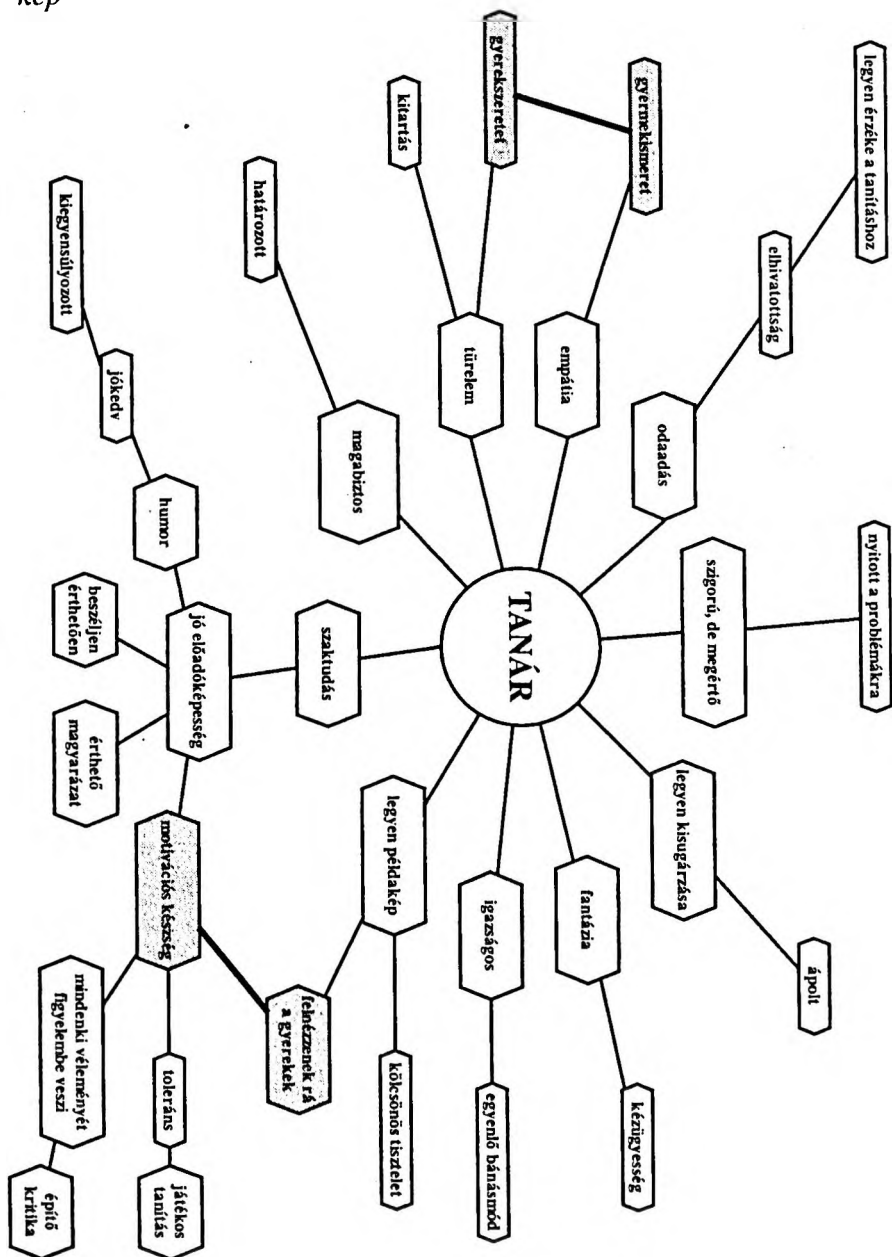 kép
legyen érzéke a tanításhoz
elhivatottság
odaadás
gyermekismeret
gyerekszeretet
empátia
kitartás
türelem
határozott
magabiztos
kiegyensúlyozott
jókedv
humor
nyitott a problémákra
szigorú, de megértő
TANÁR
szaktudás
jó előadóképesség
beszéljen
érthetően
érthető
magyarázat
legyen kisugárzása
ápolt
fantázia
kézügyesség
igazságos
egyenlő bánásmód
legyen példakép
kölcsönös tisztelet
felnézzenek rá
a gyerekek
motivációs készség
toleráns
játékos
tanítás
mindenki véleményét
figyelembe veszi
építő
kritika